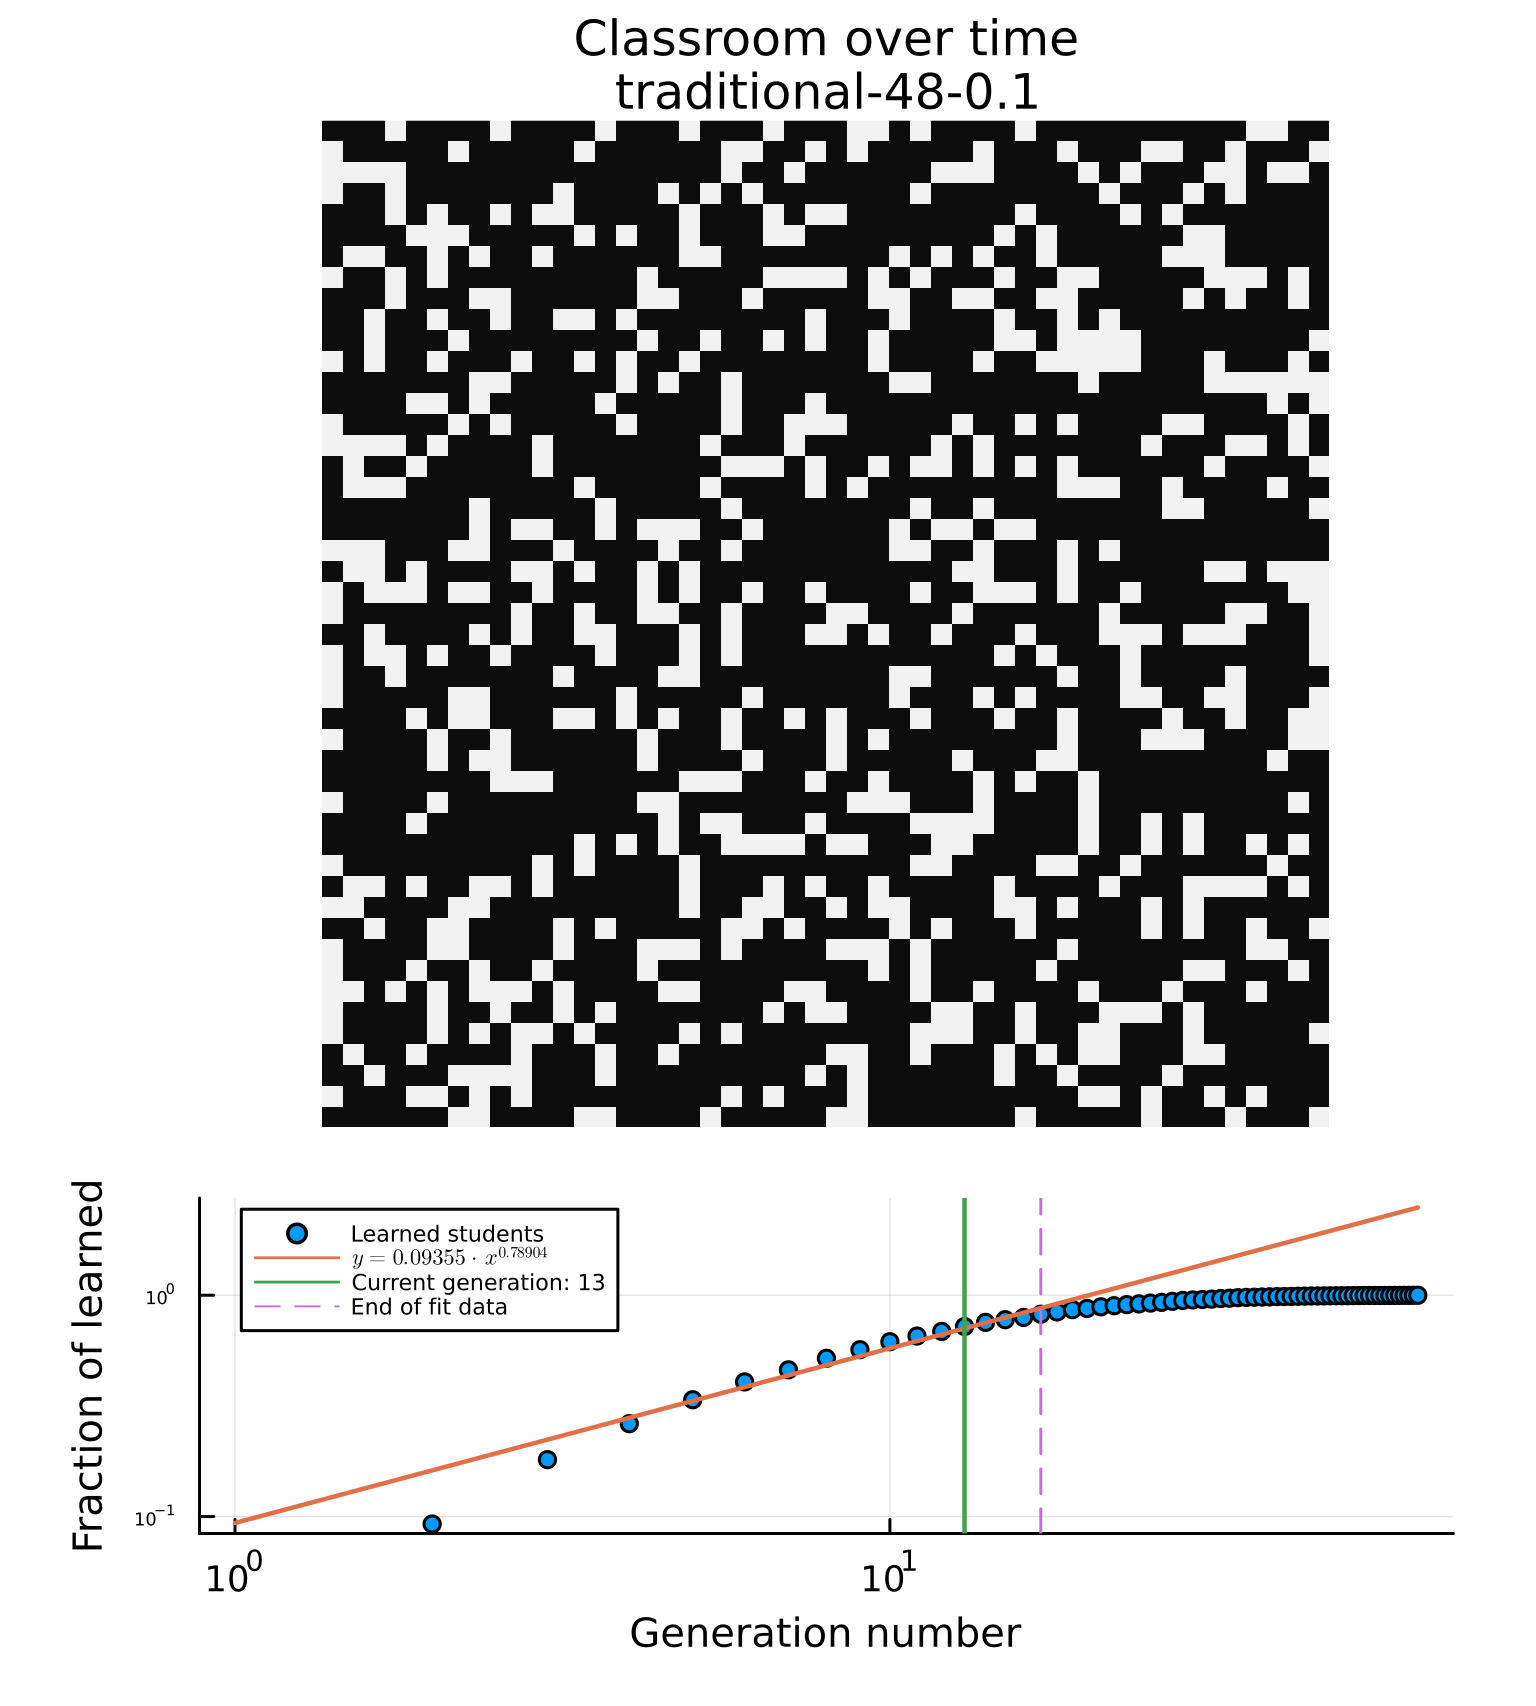 Classroom over time
traditional-48-0.1
Fraction of learned
Learned students
y = 0.09355 · x^0.78904
Current generation: 13
End of fit data
10^0
10^-1
10^0
10^1
Generation number